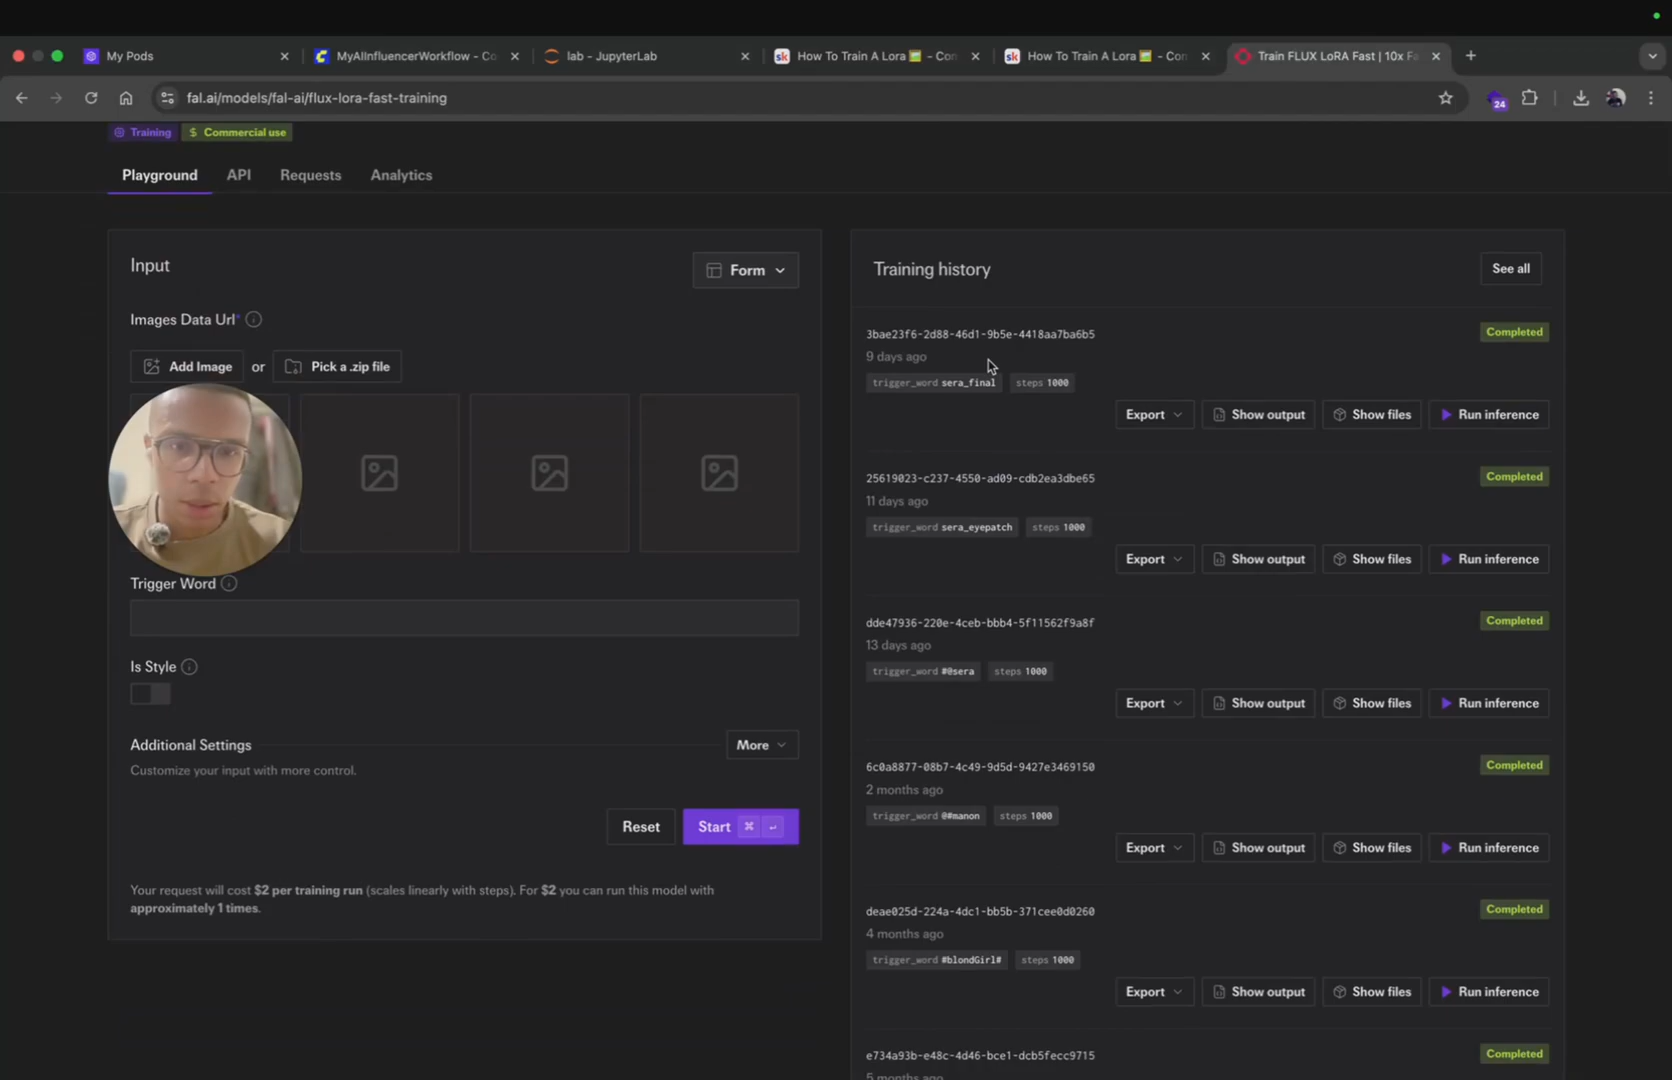 My Pods
MyAIInfluencerWorkflow - Co
lab - JupyterLab
sk How To Train A Lora - Con
sk How To Train A Lora - Con
Train FLUX LoRA Fast | 10x Fa
fal.ai/models/fal-ai/flux-lora-fast-training
24
Training
$ Commercial use
Playground
API
Requests
Analytics
Input
Form
Images Data Url*
Add Image
or
Pick a .zip file
Trigger Word
Is Style
Additional Settings
More
Customize your input with more control.
Reset
Start ⌘ ↵
Your request will cost $2 per training run (scales linearly with steps). For $2 you can run this model with
approximately 1 times.
Training history
See all
3bae23f6-2d88-46d1-9b5e-4418aa7ba6b5
Completed
9 days ago
trigger_word sera_final
steps 1000
Export
Show output
Show files
Run inference
25619023-c237-4550-ad09-cdb2ea3dbe65
Completed
11 days ago
trigger_word sera_eyepatch
steps 1000
Export
Show output
Show files
Run inference
dde47936-220e-4ceb-bbb4-5f11562f9a8f
Completed
13 days ago
trigger_word #@sera
steps 1000
Export
Show output
Show files
Run inference
6c0a8877-08b7-4c49-9d5d-9427e3469150
Completed
2 months ago
trigger_word @#manon
steps 1000
Export
Show output
Show files
Run inference
deae025d-224a-4dc1-bb5b-371cee0d0260
Completed
4 months ago
trigger_word #blondGirl#
steps 1000
Export
Show output
Show files
Run inference
e734a93b-e48c-4d46-bce1-dcb5fecc9715
Completed
5 months ago